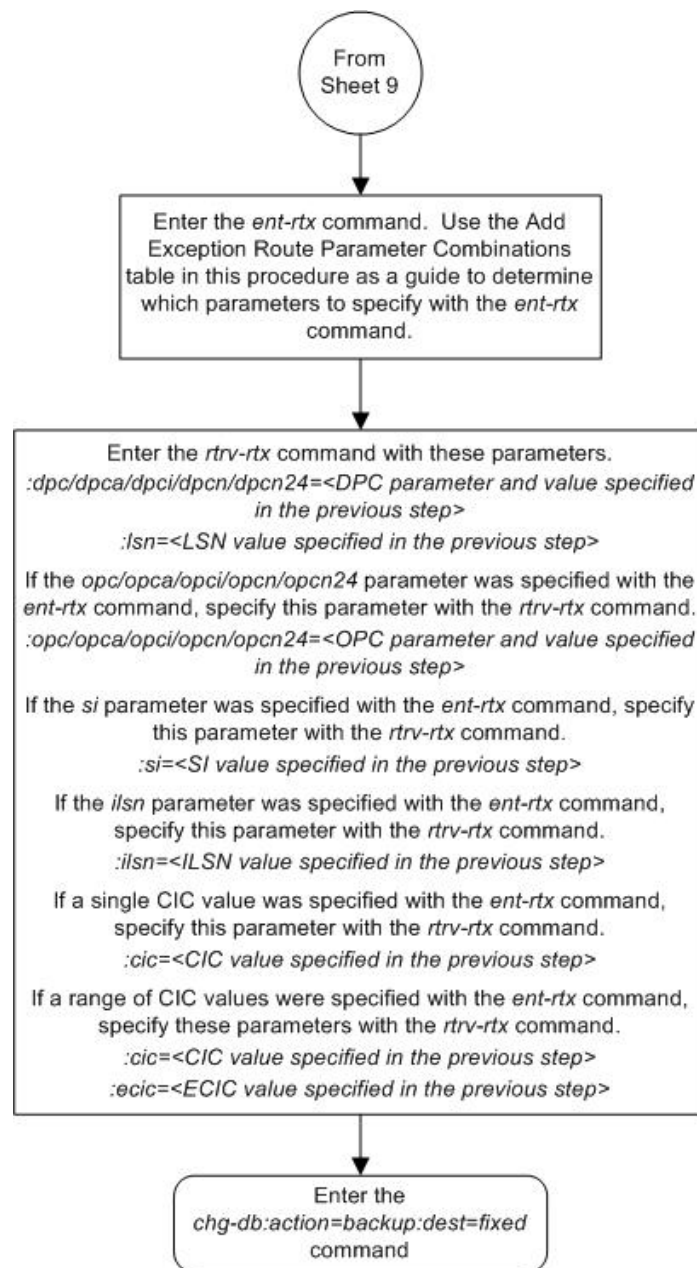 From
Sheet 9
Enter the ent-rtx command. Use the Add
Exception Route Parameter Combinations
table in this procedure as a guide to determine
which parameters to specify with the ent-rtx
command.
Enter the rtrv-rtx command with these parameters.
:dpc/dpca/dpci/dpcn/dpcn24=<DPC parameter and value specified
in the previous step>
:lsn=<LSN value specified in the previous step>
If the opc/opca/opci/opcn/opcn24 parameter was specified with the
ent-rtx command, specify this parameter with the rtrv-rtx command.
:opc/opca/opci/opcn/opcn24=<OPC parameter and value specified
in the previous step>
If the si parameter was specified with the ent-rtx command, specify
this parameter with the rtrv-rtx command.
:si=<SI value specified in the previous step>
If the ilsn parameter was specified with the ent-rtx command,
specify this parameter with the rtrv-rtx command.
:ilsn=<ILSN value specified in the previous step>
If a single CIC value was specified with the ent-rtx command,
specify this parameter with the rtrv-rtx command.
:cic=<CIC value specified in the previous step>
If a range of CIC values were specified with the ent-rtx command,
specify these parameters with the rtrv-rtx command.
:cic=<CIC value specified in the previous step>
:ecic=<ECIC value specified in the previous step>
Enter the
chg-db:action=backup:dest=fixed
command